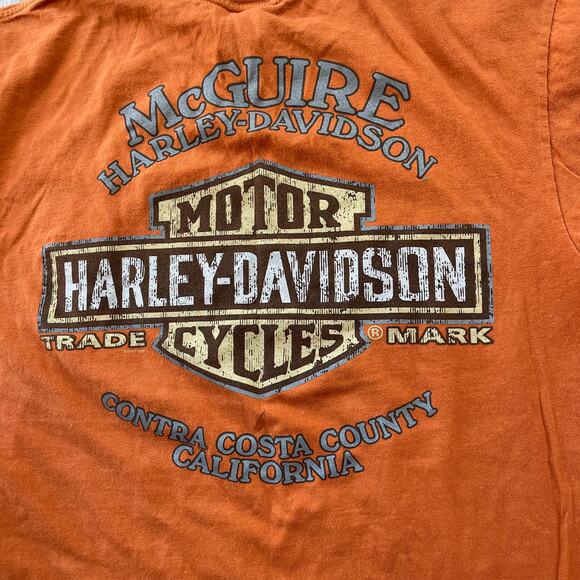 McGUIRE
HARLEY-DAVIDSON
MOTOR
HARLEY-DAVIDSON
CYCLES
TRADE ® MARK
CONTRA COSTA COUNTY
CALIFORNIA